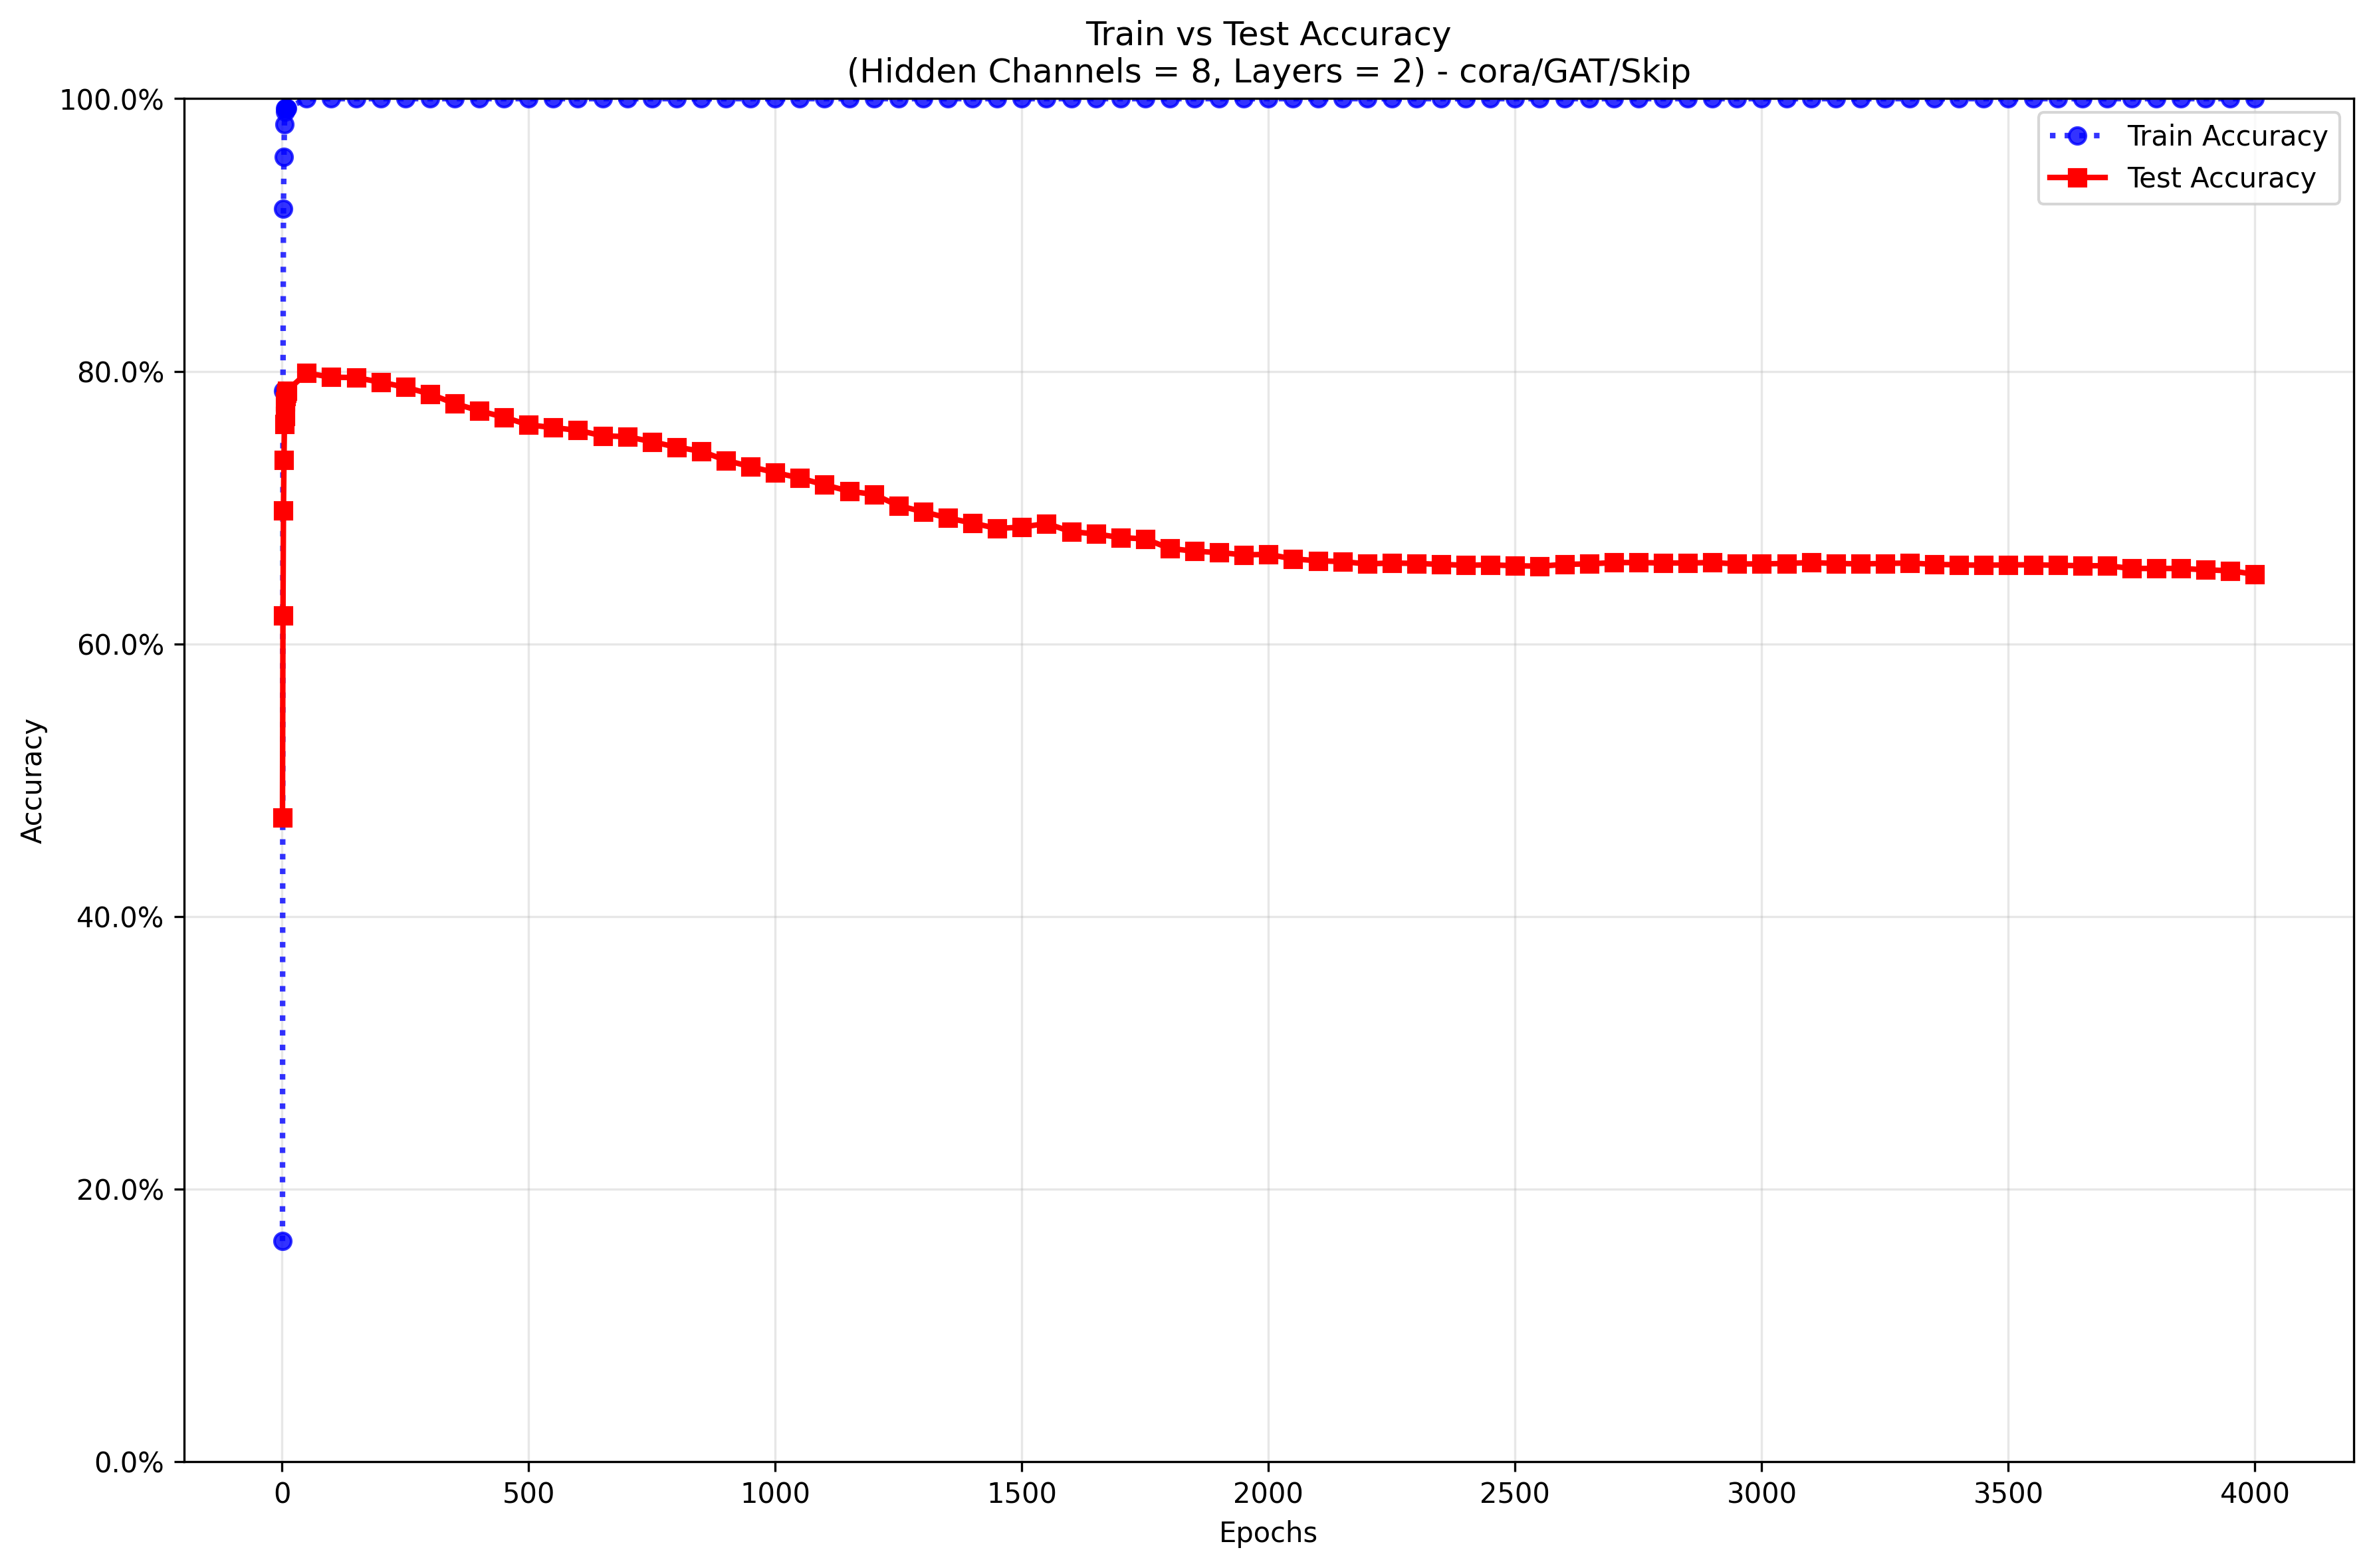 Train vs Test Accuracy
(Hidden Channels = 8, Layers = 2) - cora/GAT/Skip
100.0%
80.0%
60.0%
40.0%
20.0%
0.0%
Accuracy
Train Accuracy
Test Accuracy
0
500
1000
1500
2000
2500
3000
3500
4000
Epochs